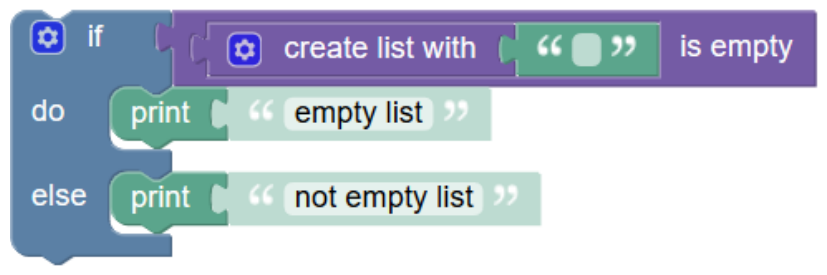 if create list with “ ” is empty
do print “ empty list ”
else print “ not empty list ”